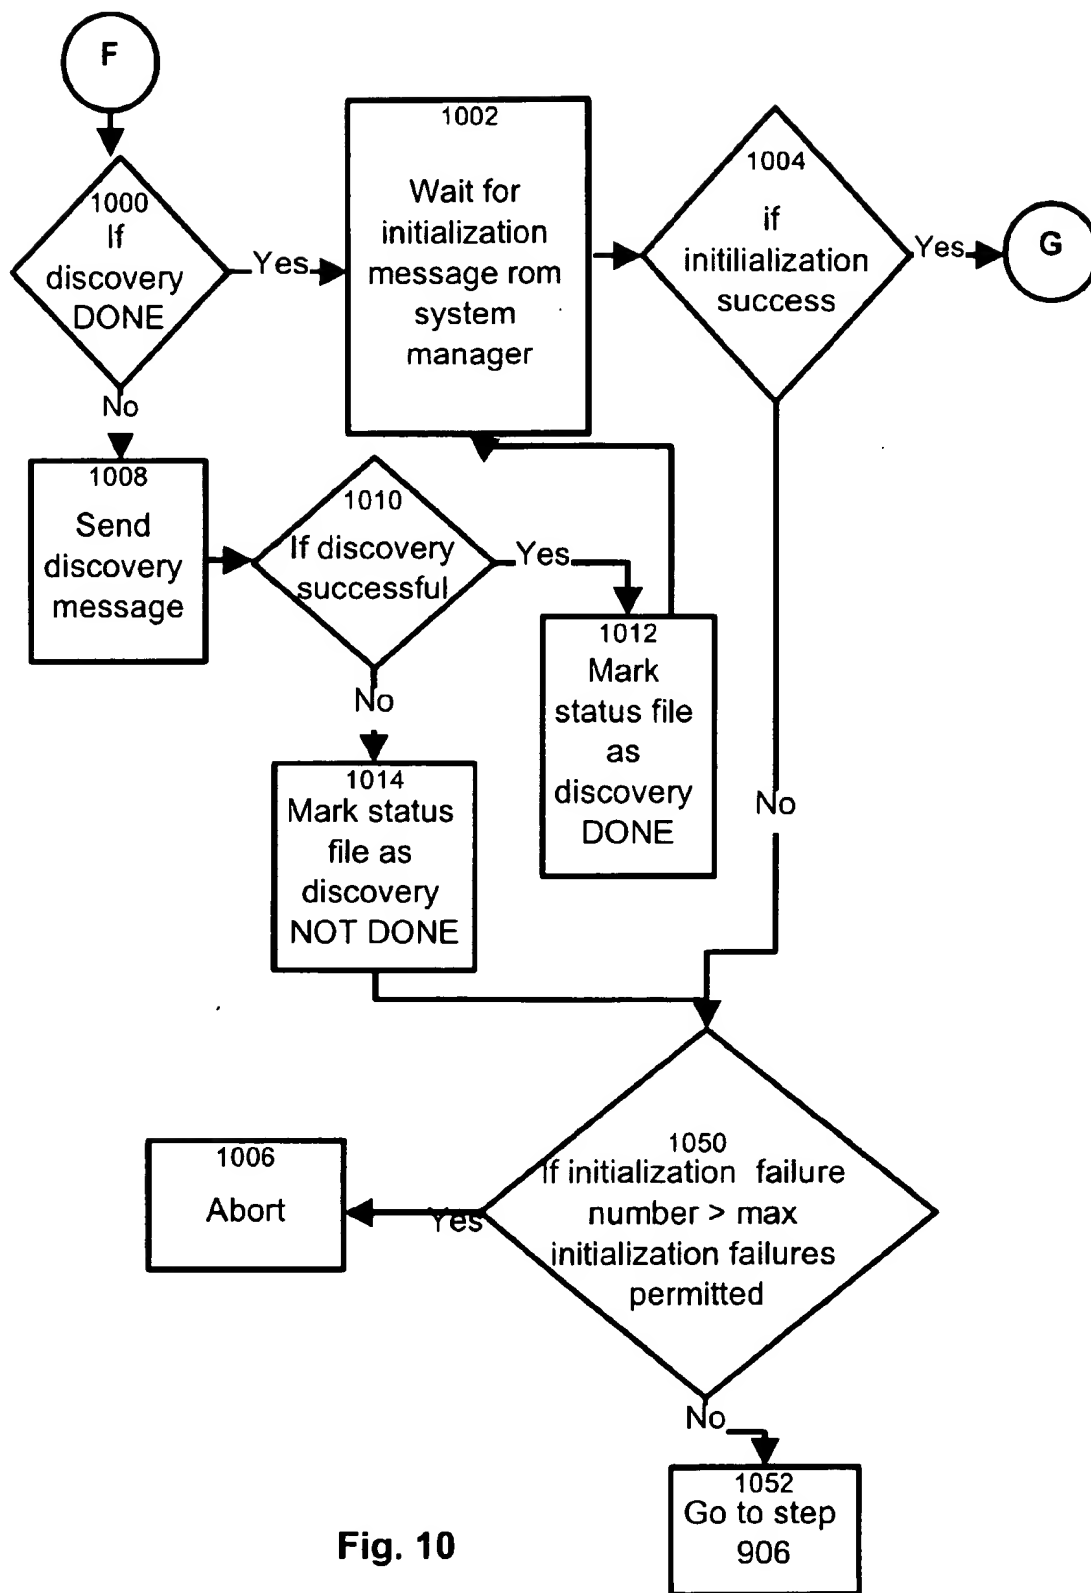 F
1000
If
discovery
DONE
Yes
No
1002
Wait for
initialization
message rom
system
manager
1004
if
initilialization
success
Yes
G
No
1008
Send
discovery
message
1010
If discovery
successful
Yes
No
1012
Mark
status file
as
discovery
DONE
1014
Mark status
file as
discovery
NOT DONE
1050
If initialization failure
number > max
initialization failures
permitted
Yes
1006
Abort
No
1052
Go to step
906
Fig. 10